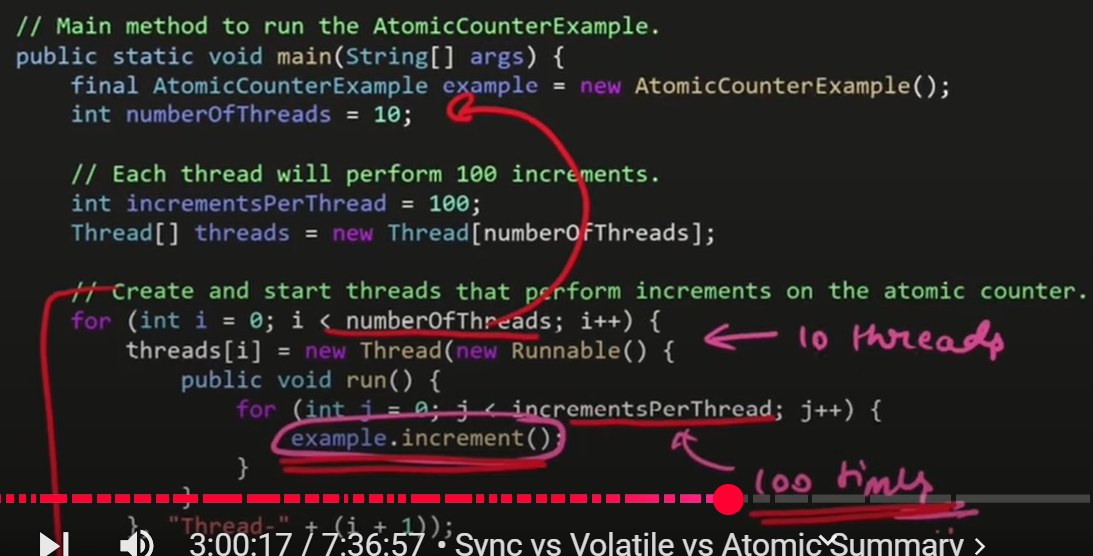 // Main method to run the AtomicCounterExample.
public static void main(String[] args) {
final AtomicCounterExample example = new AtomicCounterExample();
int numberOfThreads = 10;
// Each thread will perform 100 increments.
int incrementsPerThread = 100;
Thread[] threads = new Thread[numberOfThreads];
// Create and start threads that perform increments on the atomic counter.
for (int i = 0; i < numberOfThreads; i++) {
threads[i] = new Thread(new Runnable() {
10 threads
public void run() {
for (int j = 0; j < incrementsPerThread; j++) {
example.increment();
}
100 times
}
}, "Thread-" + (i + 1));
3:00:17 / 7:36:57 • Sync vs Volatile vs Atomic Summary >